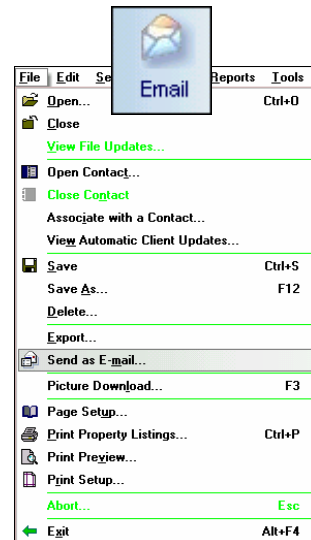 Email
File Edit Se Reports Tools
Open... Ctrl+O
Close
View File Updates...
Open Contact...
Close Contact
Associate with a Contact...
View Automatic Client Updates...
Save Ctrl+S
Save As... F12
Delete...
Export...
Send as E-mail...
Picture Download... F3
Page Setup...
Print Property Listings... Ctrl+P
Print Preview...
Print Setup...
Abort... Esc
Exit Alt+F4